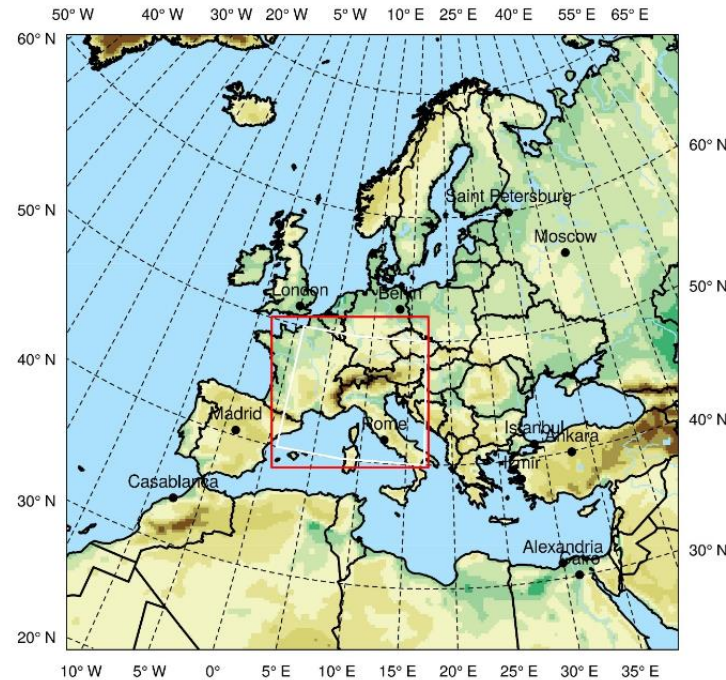 50° W 40° W 30° W 20° W 5° W 10° E 25° E 40° E 55° E 65° E
60° N
60° N
50° N
50° N
40° N
40° N
30° N
30° N
20° N
Saint Petersburg
Moscow
London
Berlin
Madrid
Rome
Istanbul
Ankara
Izmir
Casablanca
Alexandria
Cairo
10° W 5° W 0° 5° E 10° E 15° E 20° E 25° E 30° E 35° E